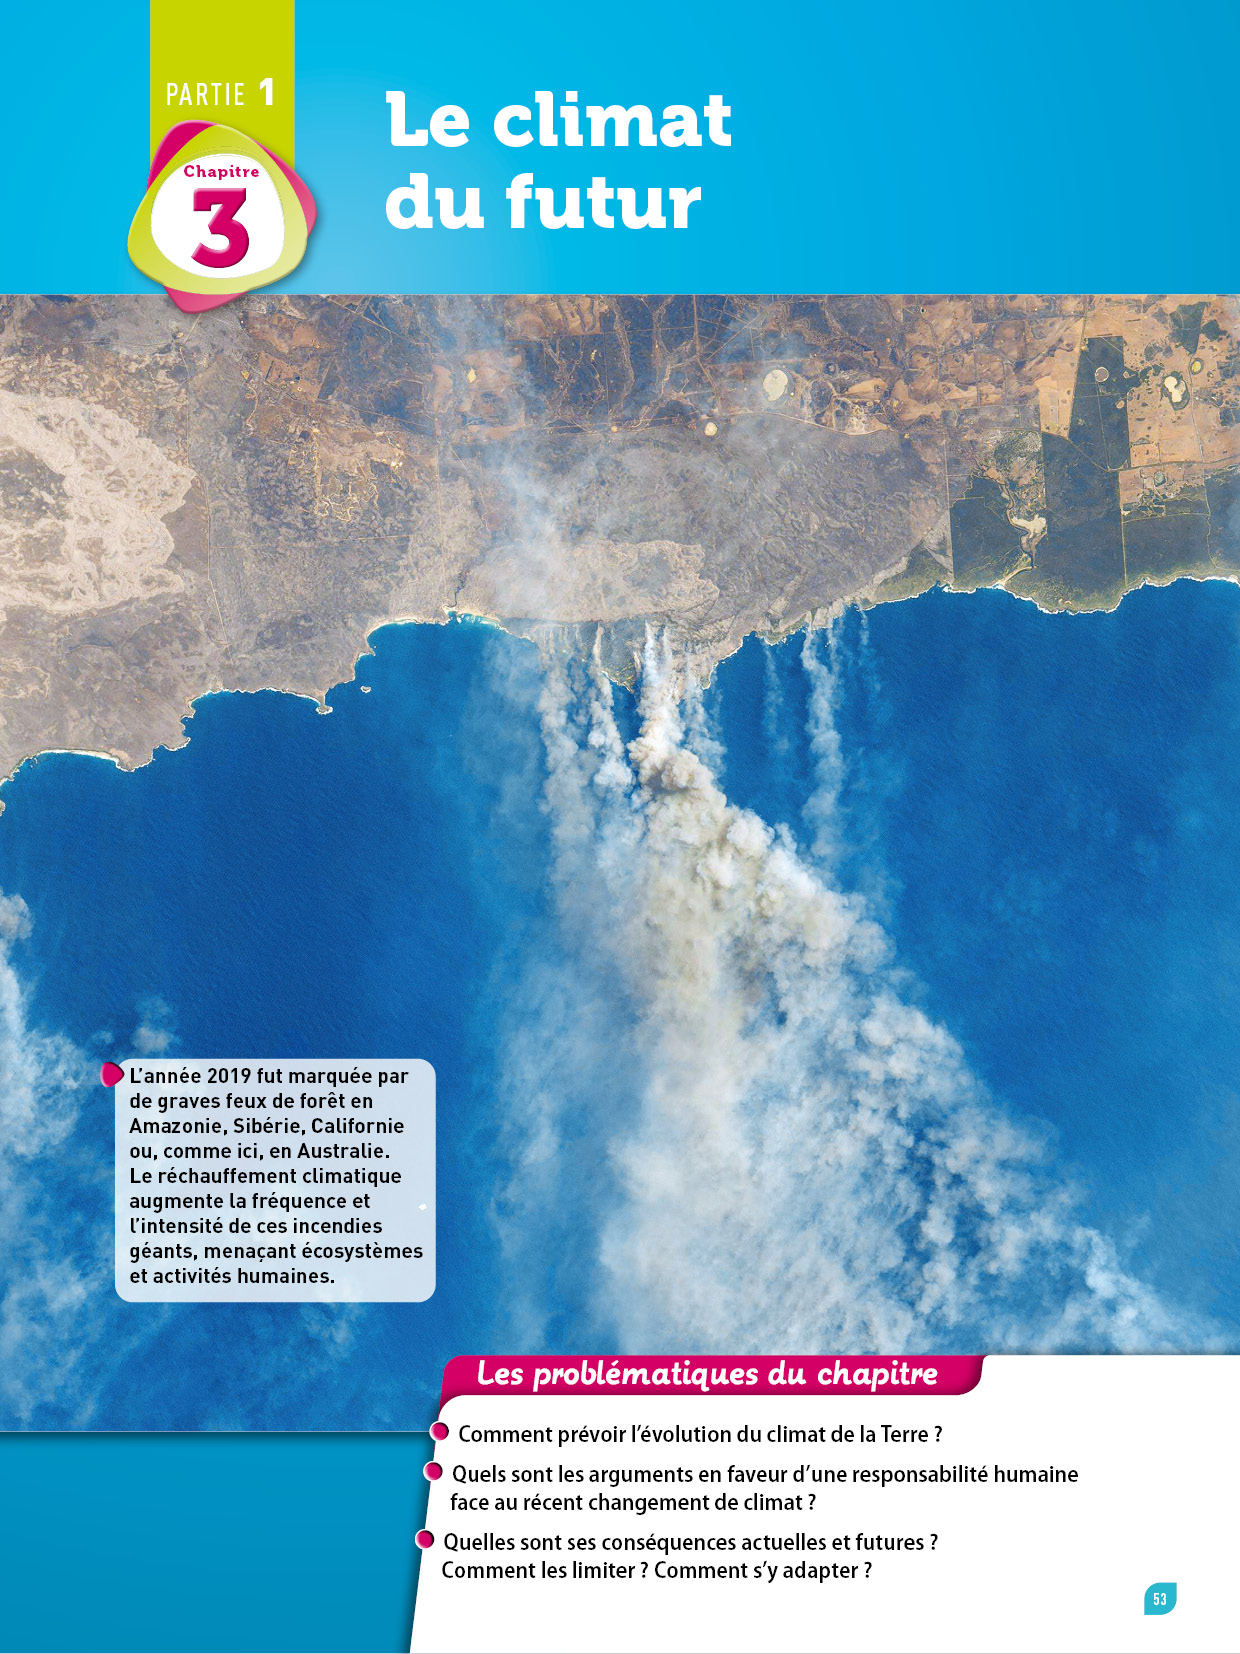 PARTIE 1
Chapitre
3
Le climat
du futur
L’année 2019 fut marquée par
de graves feux de forêt en
Amazonie, Sibérie, Californie
ou, comme ici, en Australie.
Le réchauffement climatique
augmente la fréquence et
l’intensité de ces incendies
géants, menaçant écosystèmes
et activités humaines.
Les problématiques du chapitre
Comment prévoir l’évolution du climat de la Terre ?
Quels sont les arguments en faveur d’une responsabilité humaine
face au récent changement de climat ?
Quelles sont ses conséquences actuelles et futures ?
Comment les limiter ? Comment s’y adapter ?
53